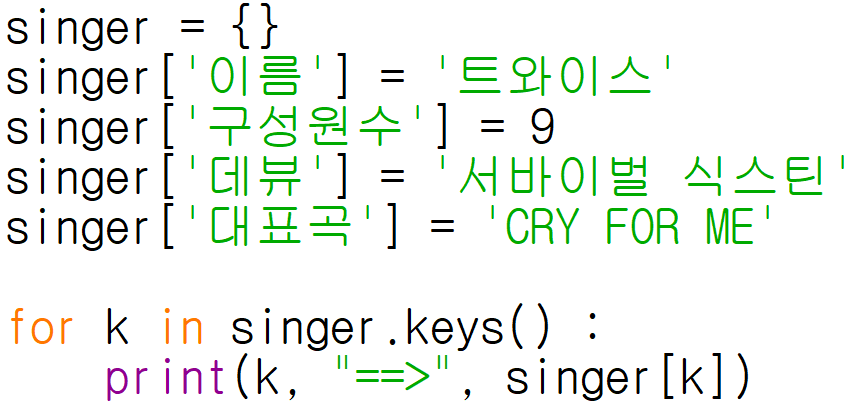 singer = {}
singer['이름'] = '트와이스'
singer['구성원수'] = 9
singer['데뷰'] = '서바이벌 식스틴'
singer['대표곡'] = 'CRY FOR ME'

for k in singer.keys() :
    print(k, "==>", singer[k])